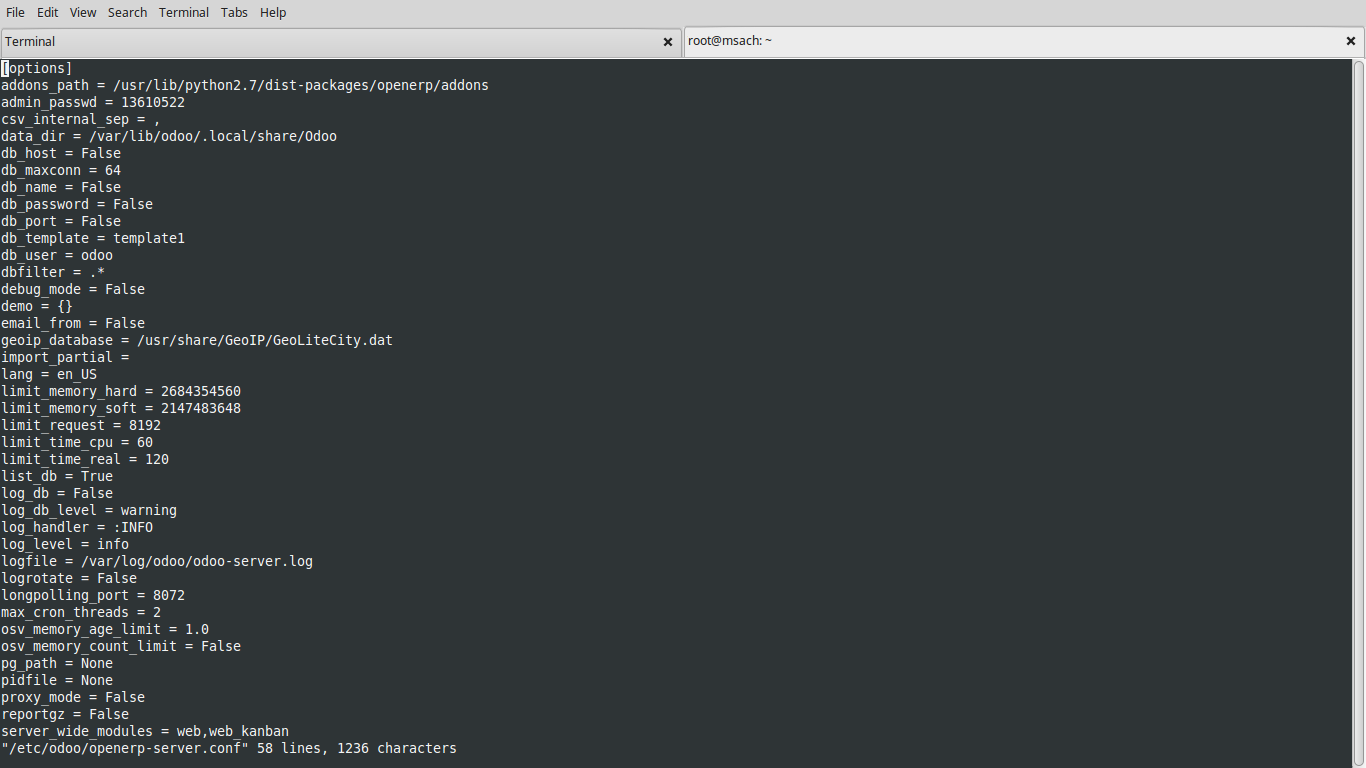 File Edit View Search Terminal Tabs Help
Terminal
root@msach: ~
[options]
addons_path = /usr/lib/python2.7/dist-packages/openerp/addons
admin_passwd = 13610522
csv_internal_sep = ,
data_dir = /var/lib/odoo/.local/share/Odoo
db_host = False
db_maxconn = 64
db_name = False
db_password = False
db_port = False
db_template = template1
db_user = odoo
dbfilter = .*
debug_mode = False
demo = {}
email_from = False
geoip_database = /usr/share/GeoIP/GeoLiteCity.dat
import_partial =
lang = en_US
limit_memory_hard = 2684354560
limit_memory_soft = 2147483648
limit_request = 8192
limit_time_cpu = 60
limit_time_real = 120
list_db = True
log_db = False
log_db_level = warning
log_handler = :INFO
log_level = info
logfile = /var/log/odoo/odoo-server.log
logrotate = False
longpolling_port = 8072
max_cron_threads = 2
osv_memory_age_limit = 1.0
osv_memory_count_limit = False
pg_path = None
pidfile = None
proxy_mode = False
reportgz = False
server_wide_modules = web,web_kanban
"/etc/odoo/openerp-server.conf" 58 lines, 1236 characters